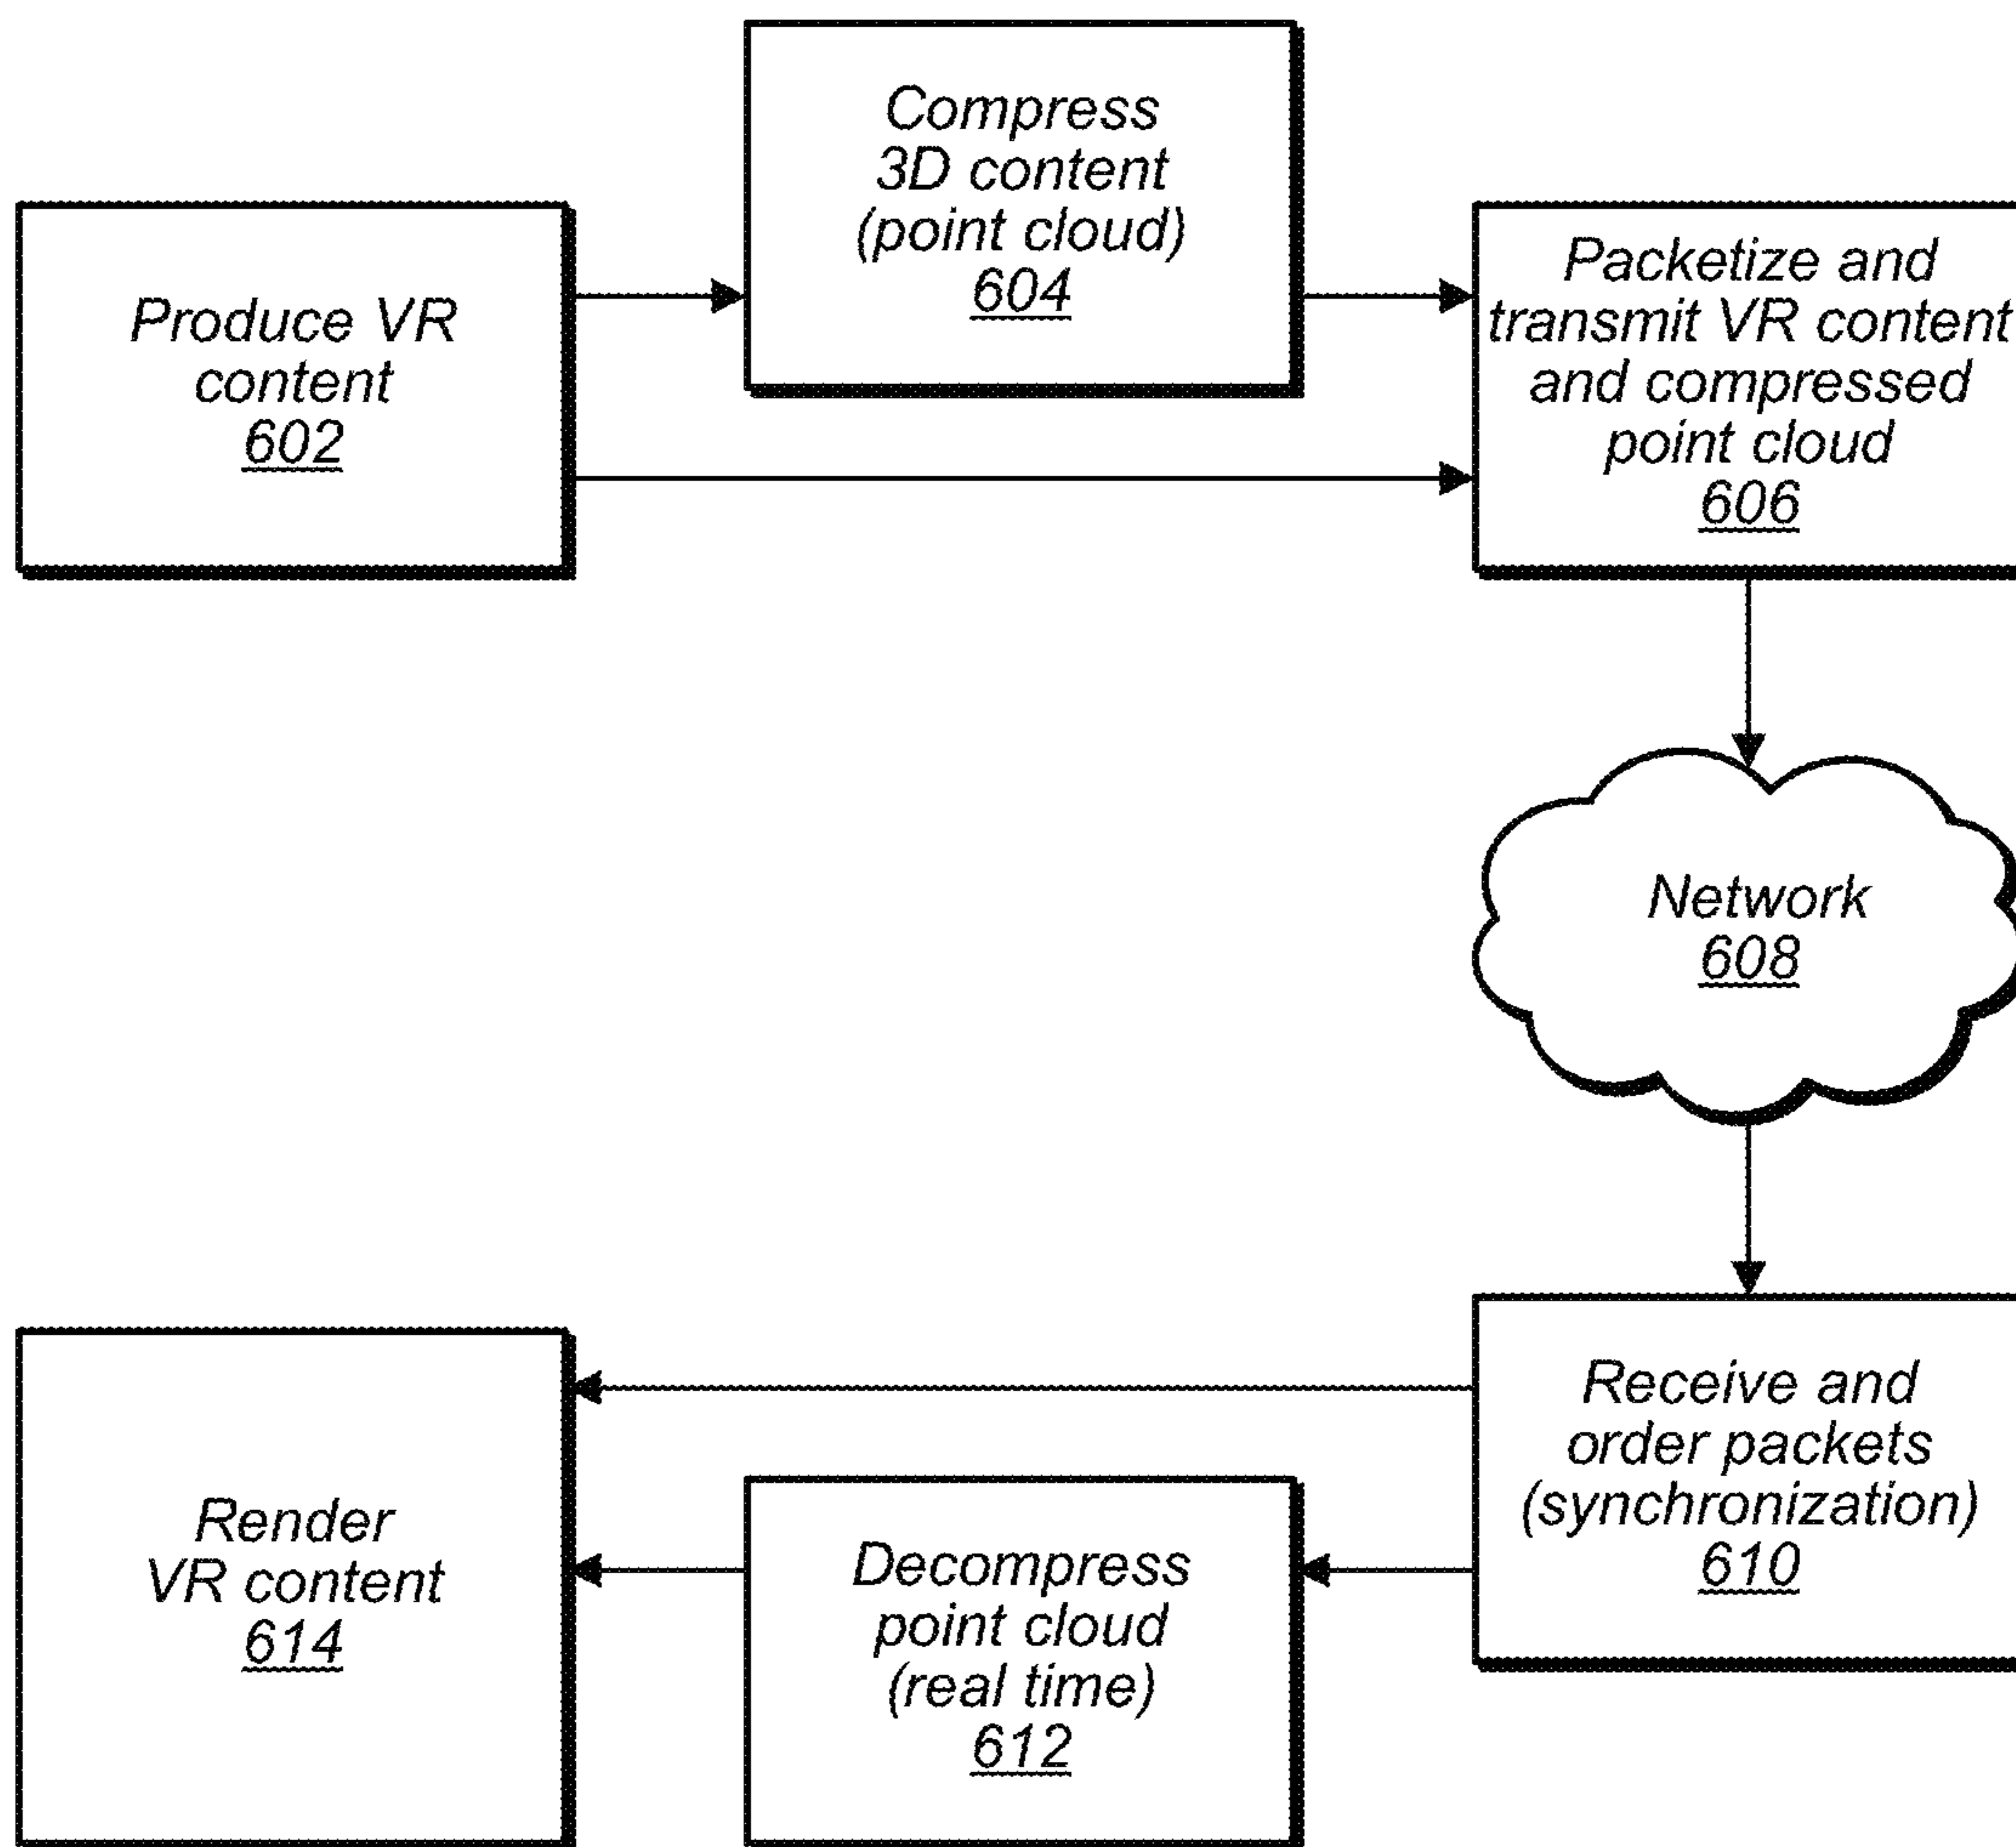 Produce VR
content
602
Compress
3D content
(point cloud)
604
Packetize and
transmit VR content
and compressed
point cloud
606
Network
608
Receive and
order packets
(synchronization)
610
Decompress
point cloud
(real time)
612
Render
VR content
614